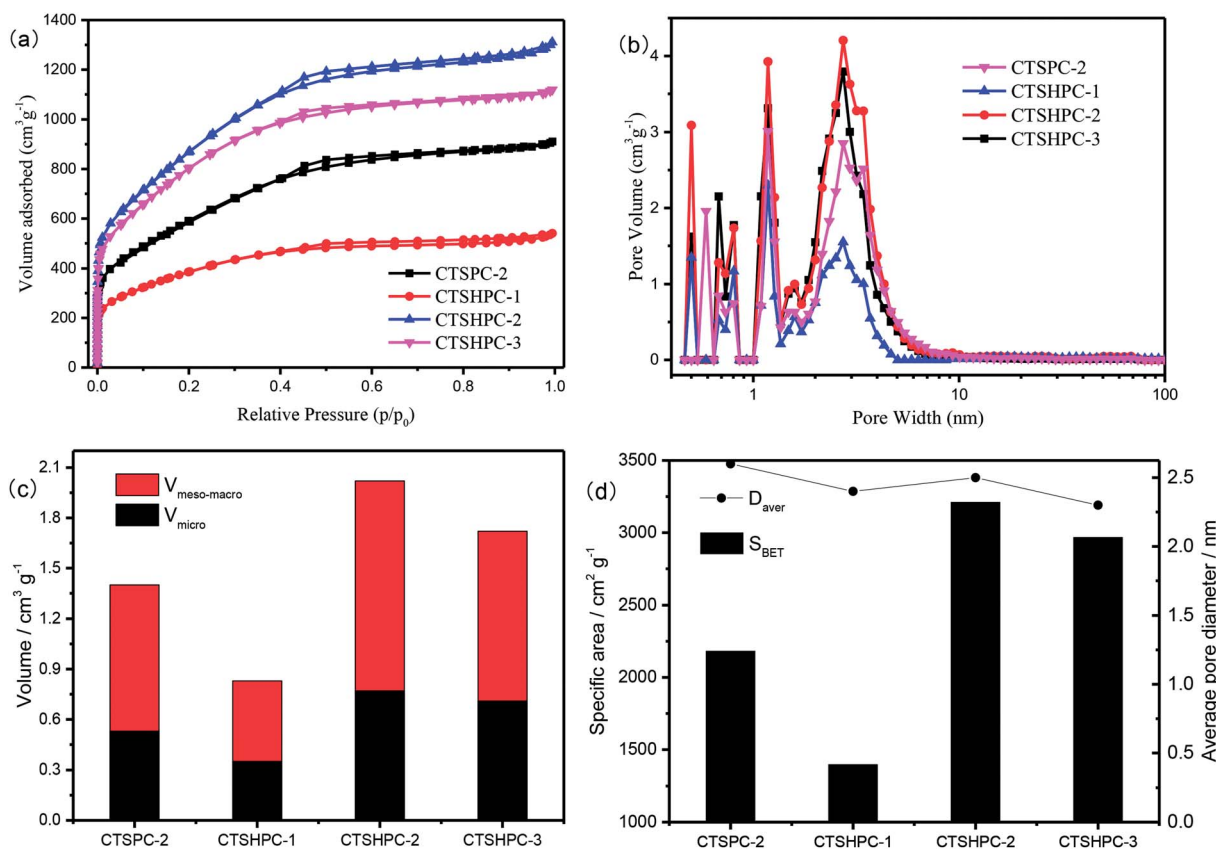 (a)
1400
1200
1000
800
600
400
200
0
Volume adsorbed (cm³g⁻¹)
CTSPC-2
CTSHPC-1
CTSHPC-2
CTSHPC-3
0.0 0.2 0.4 0.6 0.8 1.0
Relative Pressure (p/p₀)
(b)
4
3
2
1
0
Pore Volume (cm³g⁻¹)
CTSPC-2
CTSHPC-1
CTSHPC-2
CTSHPC-3
1 10 100
Pore Width (nm)
(c)
2.1
1.8
1.5
1.2
0.9
0.6
0.3
0.0
Volume / cm³ g⁻¹
V meso-macro
V micro
CTSPC-2 CTSHPC-1 CTSHPC-2 CTSHPC-3
(d)
3500
3000
2500
2000
1500
1000
Specific area / cm² g⁻¹
D aver
S BET
2.5
2.0
1.5
1.0
0.5
0.0
Average pore diameter / nm
CTSPC-2 CTSHPC-1 CTSHPC-2 CTSHPC-3